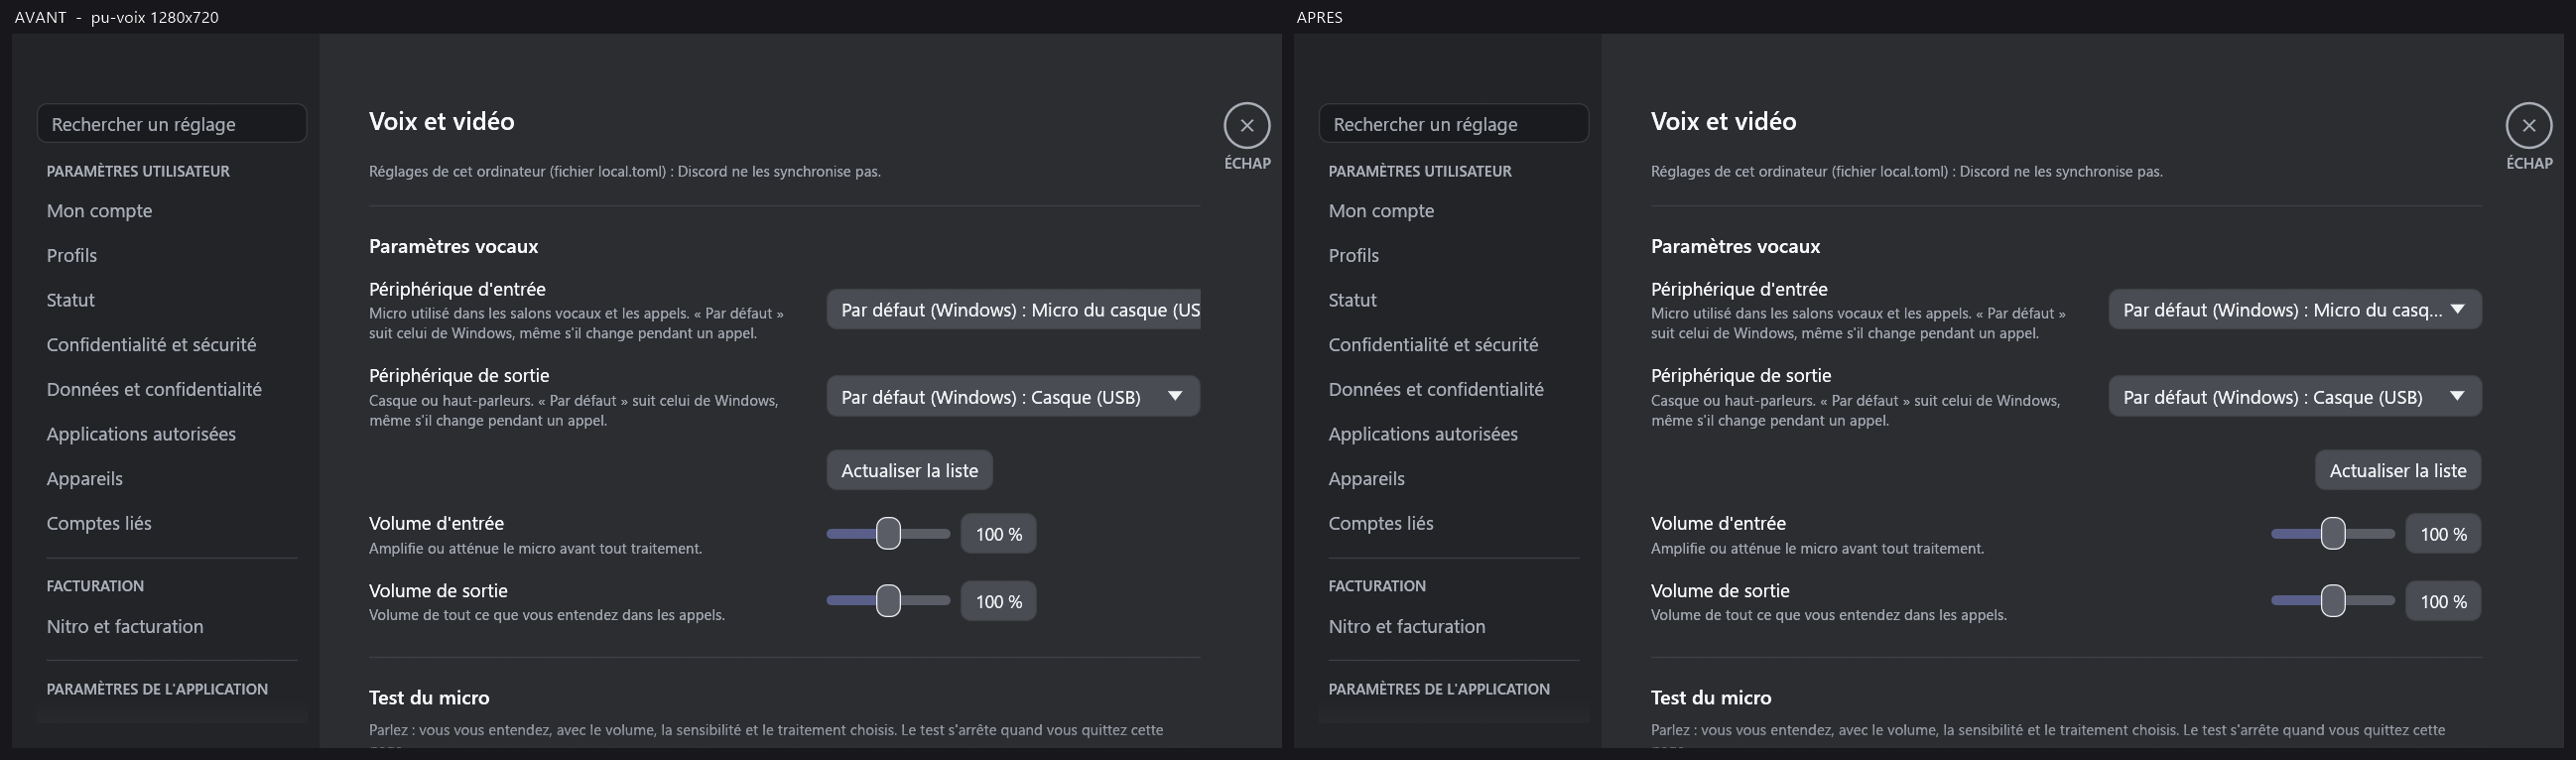 AVANT - pu-voix 1280x720
Rechercher un réglage
PARAMÈTRES UTILISATEUR
Mon compte
Profils
Statut
Confidentialité et sécurité
Données et confidentialité
Applications autorisées
Appareils
Comptes liés
FACTURATION
Nitro et facturation
PARAMÈTRES DE L'APPLICATION
Voix et vidéo
ÉCHAP
Réglages de cet ordinateur (fichier local.toml) : Discord ne les synchronise pas.
Paramètres vocaux
Périphérique d'entrée
Micro utilisé dans les salons vocaux et les appels. « Par défaut »
suit celui de Windows, même s'il change pendant un appel.
Par défaut (Windows) : Micro du casque (US
Périphérique de sortie
Casque ou haut-parleurs. « Par défaut » suit celui de Windows,
même s'il change pendant un appel.
Par défaut (Windows) : Casque (USB)
Actualiser la liste
Volume d'entrée
Amplifie ou atténue le micro avant tout traitement.
100 %
Volume de sortie
Volume de tout ce que vous entendez dans les appels.
100 %
Test du micro
Parlez : vous vous entendez, avec le volume, la sensibilité et le traitement choisis. Le test s'arrête quand vous quittez cette
APRES
Rechercher un réglage
PARAMÈTRES UTILISATEUR
Mon compte
Profils
Statut
Confidentialité et sécurité
Données et confidentialité
Applications autorisées
Appareils
Comptes liés
FACTURATION
Nitro et facturation
PARAMÈTRES DE L'APPLICATION
Voix et vidéo
ÉCHAP
Réglages de cet ordinateur (fichier local.toml) : Discord ne les synchronise pas.
Paramètres vocaux
Périphérique d'entrée
Micro utilisé dans les salons vocaux et les appels. « Par défaut »
suit celui de Windows, même s'il change pendant un appel.
Par défaut (Windows) : Micro du casq...
Périphérique de sortie
Casque ou haut-parleurs. « Par défaut » suit celui de Windows,
même s'il change pendant un appel.
Par défaut (Windows) : Casque (USB)
Actualiser la liste
Volume d'entrée
Amplifie ou atténue le micro avant tout traitement.
100 %
Volume de sortie
Volume de tout ce que vous entendez dans les appels.
100 %
Test du micro
Parlez : vous vous entendez, avec le volume, la sensibilité et le traitement choisis. Le test s'arrête quand vous quittez cette